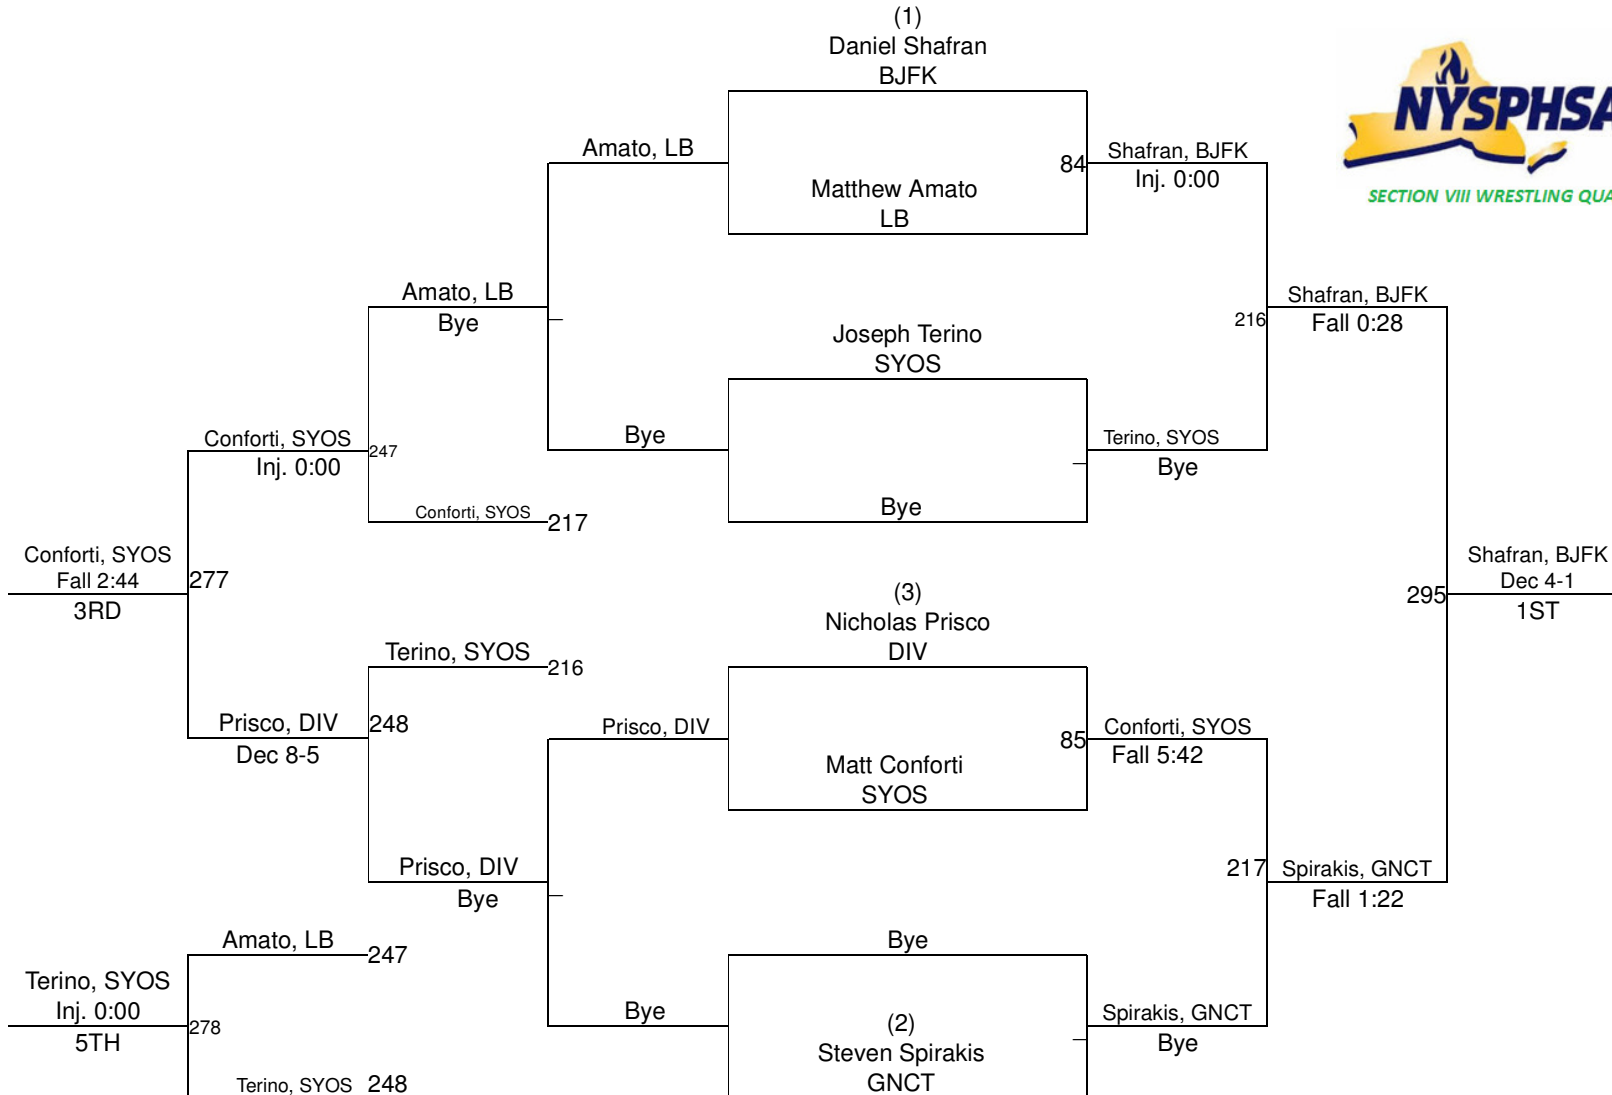 (1)
Daniel Shafran
BJFK
NYSPHSA
SECTION VIII WRESTLING QUA
Amato, LB
84
Shafran, BJFK
Inj. 0:00
Matthew Amato
LB
Amato, LB
Bye
Shafran, BJFK
Fall 0:28
216
Joseph Terino
SYOS
Conforti, SYOS
Inj. 0:00
247
Bye
Terino, SYOS
Bye
Conforti, SYOS
217
Bye
Conforti, SYOS
Fall 2:44
3RD
277
Shafran, BJFK
Dec 4-1
1ST
295
(3)
Nicholas Prisco
DIV
Terino, SYOS
216
Prisco, DIV
Dec 8-5
248
Prisco, DIV
85
Conforti, SYOS
Fall 5:42
Matt Conforti
SYOS
Prisco, DIV
Bye
217
Spirakis, GNCT
Fall 1:22
Amato, LB
247
Bye
Terino, SYOS
Inj. 0:00
5TH
278
Bye
Spirakis, GNCT
Bye
(2)
Steven Spirakis
GNCT
Terino, SYOS
248